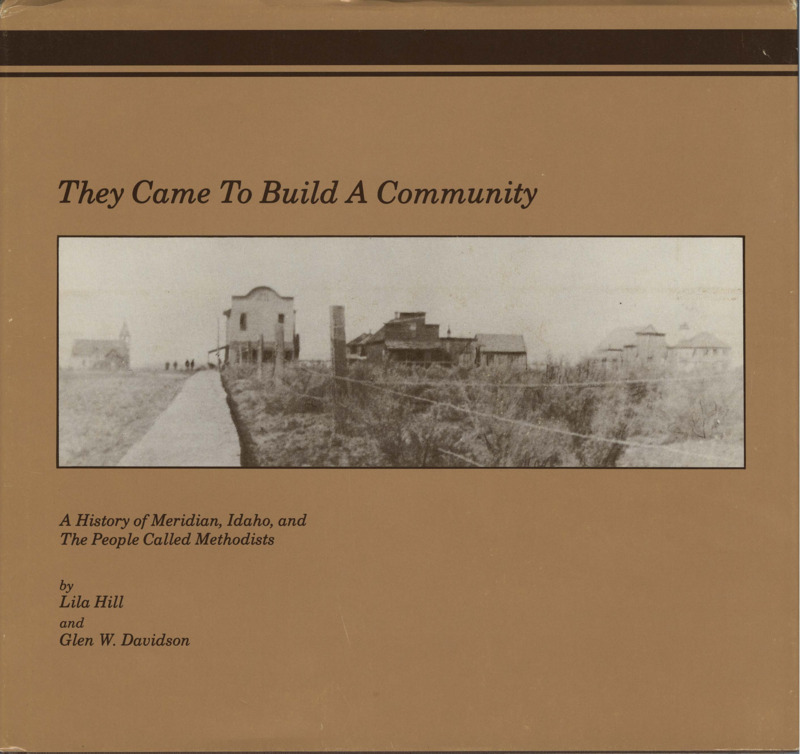 They Came To Build A Community
A History of Meridian, Idaho, and
The People Called Methodists
by
Lila Hill
and
Glen W. Davidson